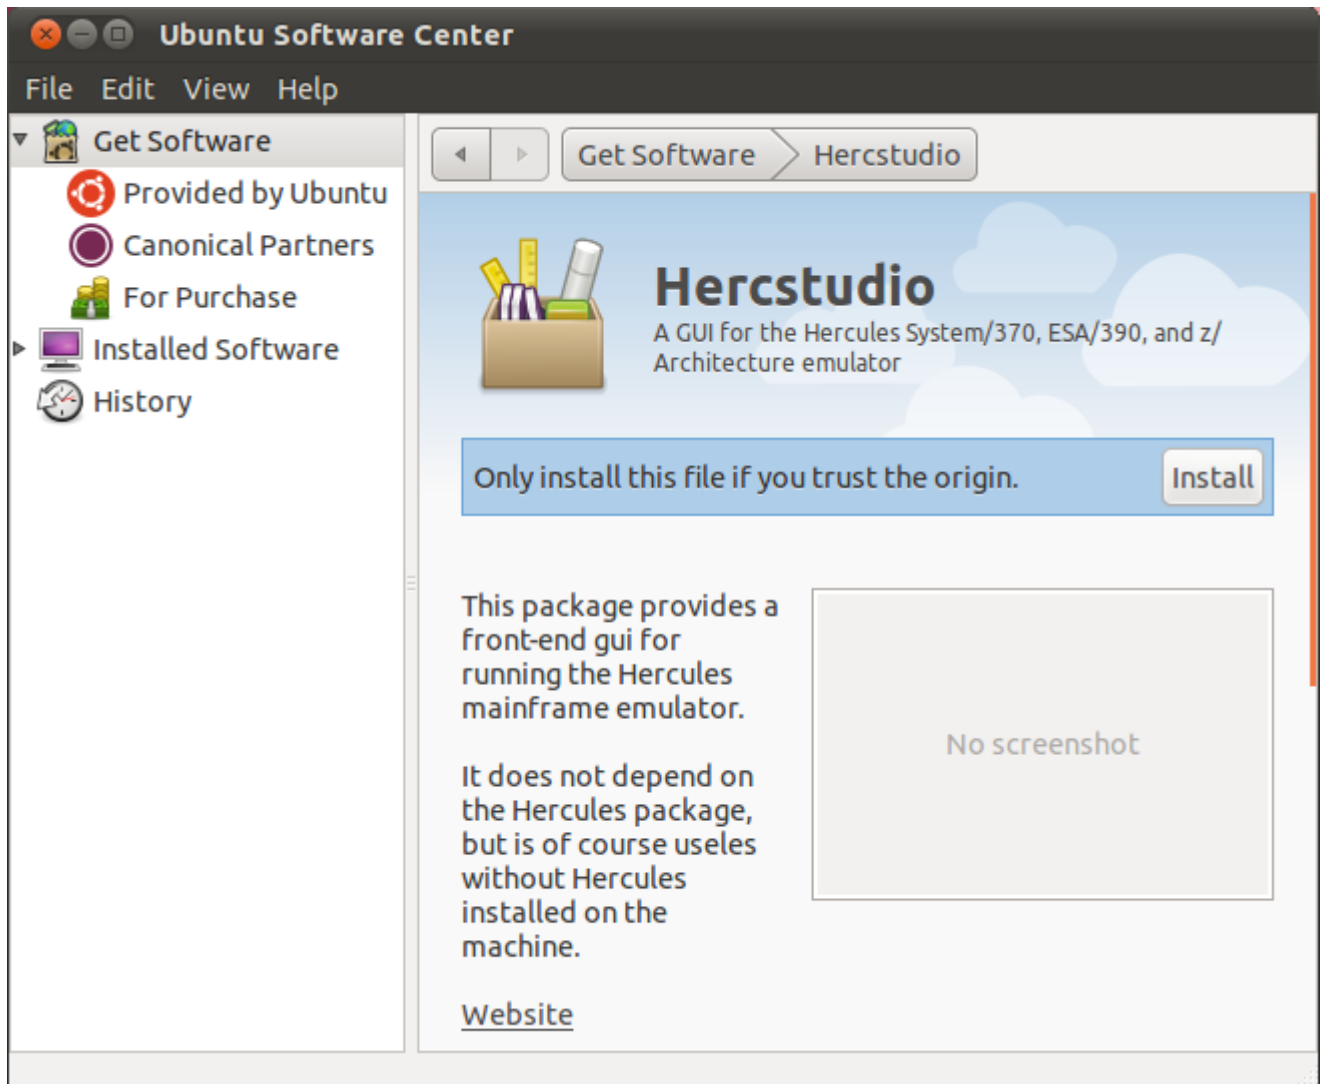 Ubuntu Software Center
File Edit View Help
Get Software
Provided by Ubuntu
Canonical Partners
For Purchase
Installed Software
History
Get Software Hercstudio
Hercstudio
A GUI for the Hercules System/370, ESA/390, and z/
Architecture emulator
Only install this file if you trust the origin. Install
This package provides a
front-end gui for
running the Hercules
mainframe emulator.
It does not depend on
the Hercules package,
but is of course useles
without Hercules
installed on the
machine.
No screenshot
Website